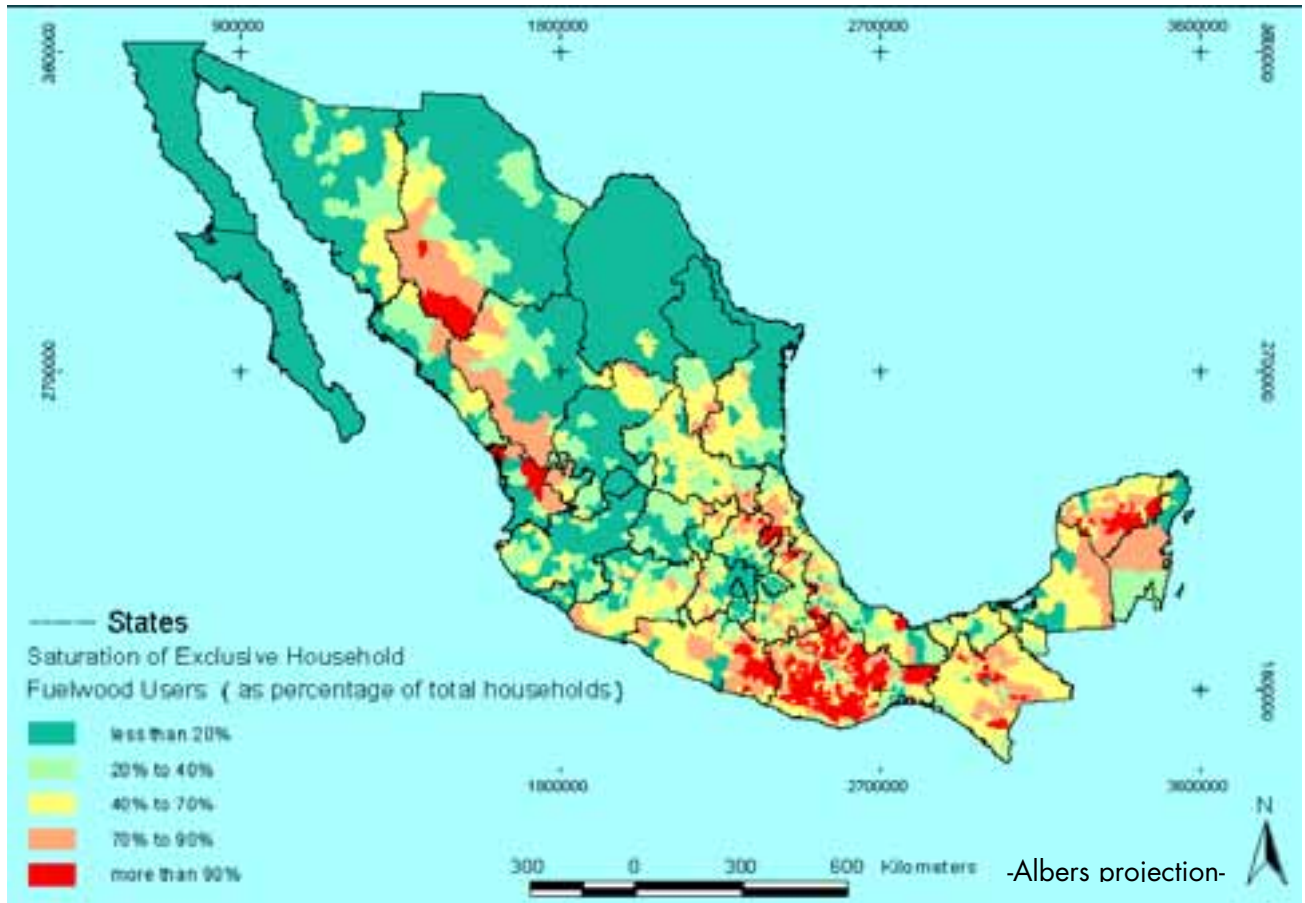 900000 1800000 2700000 3600000
3600000
3600000
2700000
2700000
1800000
1800000 2700000 3600000
States
Saturation of Exclusive Household
Fuelwood Users ( as percentage of total households)
less than 20%
20% to 40%
40% to 70%
70% to 90%
more than 90%
300 0 300 600 Kilometers
-Albers projection-
N